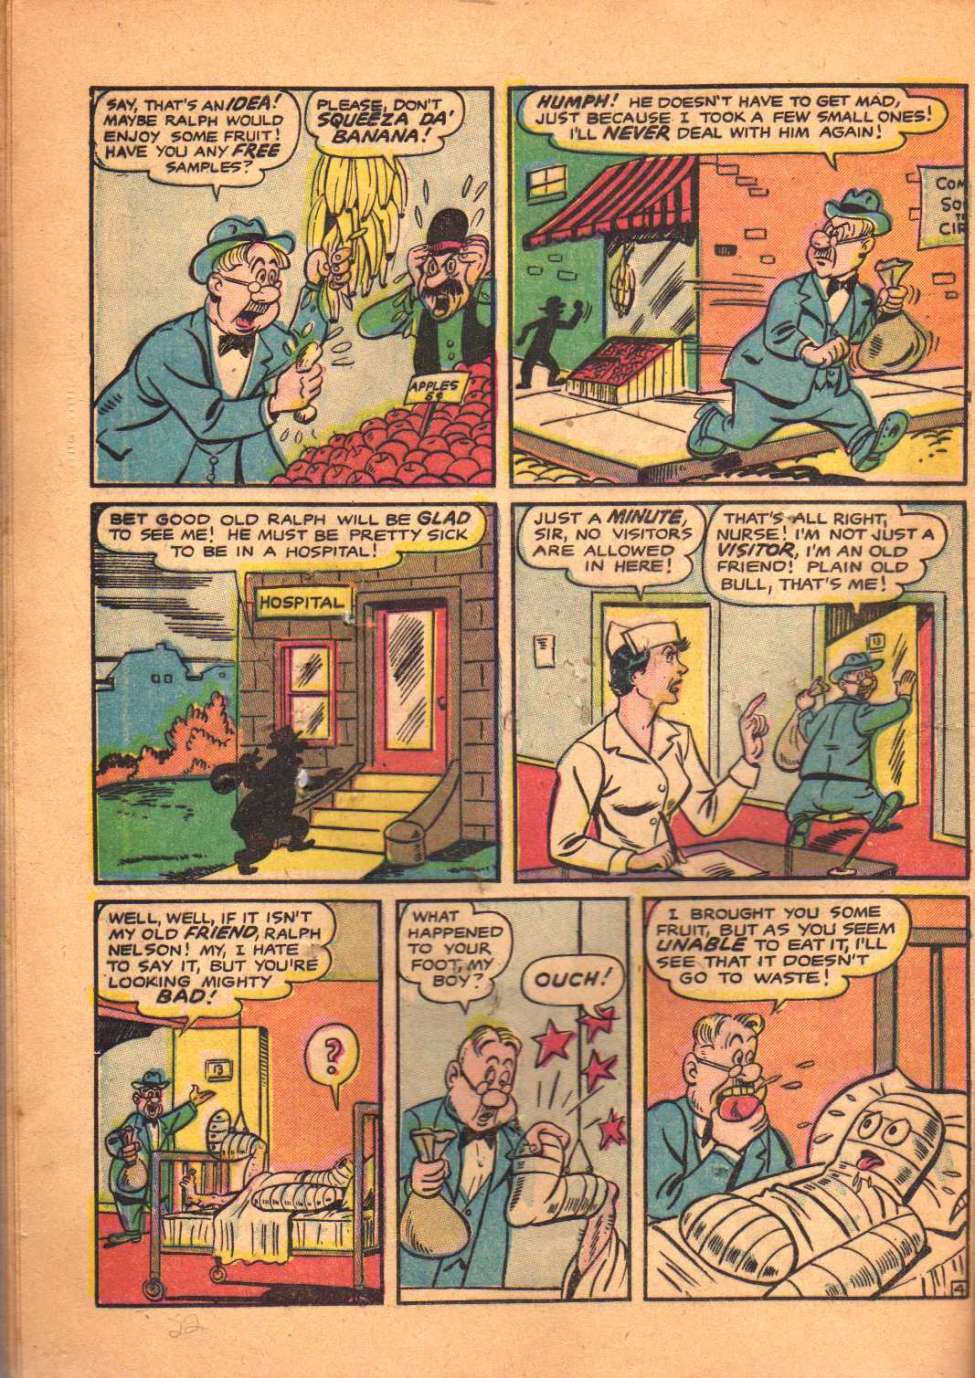 SAY, THAT'S AN IDEA!
MAYBE RALPH WOULD
ENJOY SOME FRUIT!
HAVE YOU ANY FREE
SAMPLES?
PLEASE, DON'T
SQUEEZA DA'
BANANA!
APPLES
5¢
HUMPH! HE DOESN'T HAVE TO GET MAD,
JUST BECAUSE I TOOK A FEW SMALL ONES!
I'LL NEVER DEAL WITH HIM AGAIN!
COM
SO
TO
CIR
BET GOOD OLD RALPH WILL BE GLAD
TO SEE ME! HE MUST BE PRETTY SICK
TO BE IN A HOSPITAL!
HOSPITAL
JUST A MINUTE,
SIR, NO VISITORS
ARE ALLOWED
IN HERE!
THAT'S ALL RIGHT,
NURSE! I'M NOT JUST A
VISITOR, I'M AN OLD
FRIEND! PLAIN OLD
BULL, THAT'S ME!
13
WELL, WELL, IF IT ISN'T
MY OLD FRIEND, RALPH
NELSON! MY, I HATE
TO SAY IT, BUT YOU'RE
LOOKING MIGHTY
BAD!
?
13
WHAT
HAPPENED
TO YOUR
FOOT, MY
BOY?
OUCH!
I BROUGHT YOU SOME
FRUIT, BUT AS YOU SEEM
UNABLE TO EAT IT, I'LL
SEE THAT IT DOESN'T
GO TO WASTE!
4
22